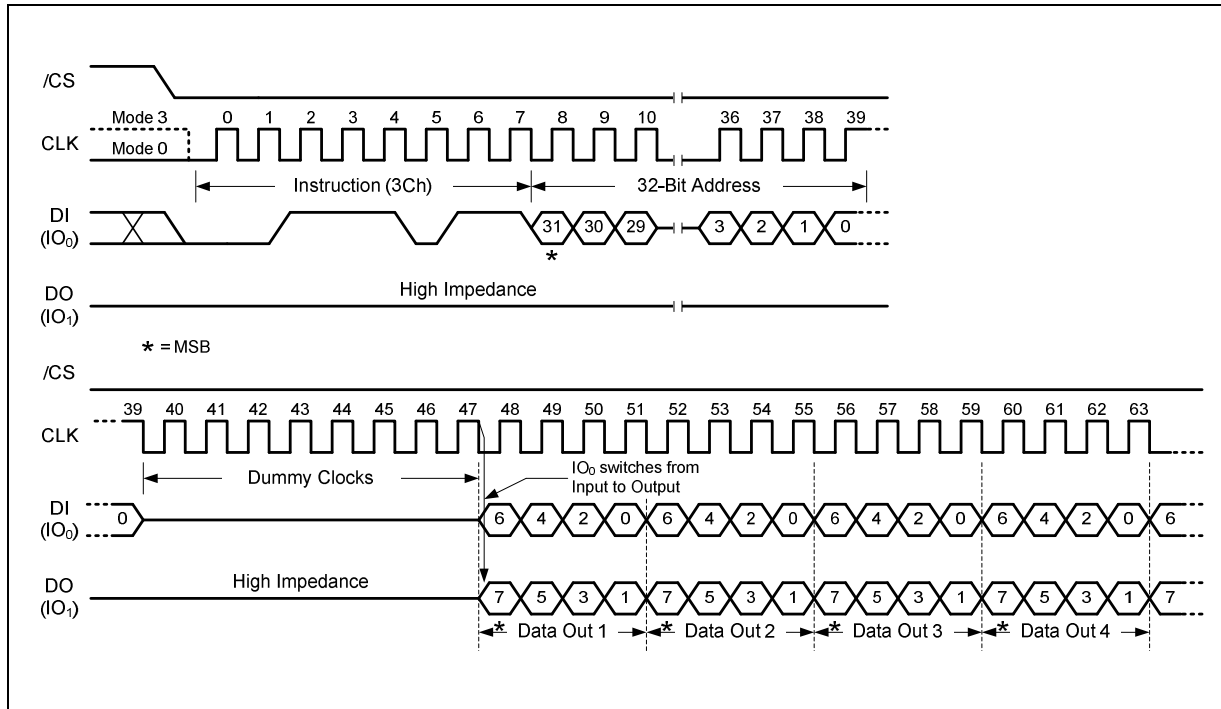 /CS
Mode 3 0 1 2 3 4 5 6 7 8 9 10 36 37 38 39
CLK
Mode 0
Instruction (3Ch) 32-Bit Address
DI
(IO₀)
31 30 29 3 2 1 0
*
High Impedance
DO
(IO₁)
* = MSB
/CS
39 40 41 42 43 44 45 46 47 48 49 50 51 52 53 54 55 56 57 58 59 60 61 62 63
CLK
Dummy Clocks
IO₀ switches from
Input to Output
DI
(IO₀)
0 6 4 2 0 6 4 2 0 6 4 2 0 6 4 2 0 6
High Impedance
DO
(IO₁)
7 5 3 1 7 5 3 1 7 5 3 1 7 5 3 1 7
* Data Out 1 * Data Out 2 * Data Out 3 * Data Out 4